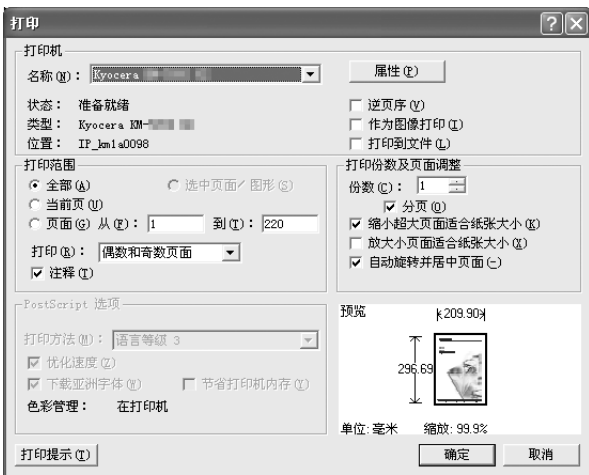 打印
打印机
名称(N): Kyocera
属性(P)
状态: 准备就绪
逆页序(V)
类型: Kyocera KM-
作为图像打印(I)
位置: IP_km1a0098
打印到文件(L)
打印范围
全部(A) 选中页面/图形(S)
当前页(U)
页面(G) 从(F): 1 到(T): 220
打印(R): 偶数和奇数页面
注释(T)
打印份数及页面调整
份数(C): 1
分页(O)
缩小超大页面适合纸张大小(K)
放大小页面适合纸张大小(X)
自动旋转并居中页面(-)
PostScript 选项
打印方法(M): 语言等级 3
优化速度(Z)
下载亚洲字体(W) 节省打印机内存(Y)
色彩管理: 在打印机
预览
209.90
296.69
单位: 毫米 缩放: 99.9%
打印提示(T)
确定
取消